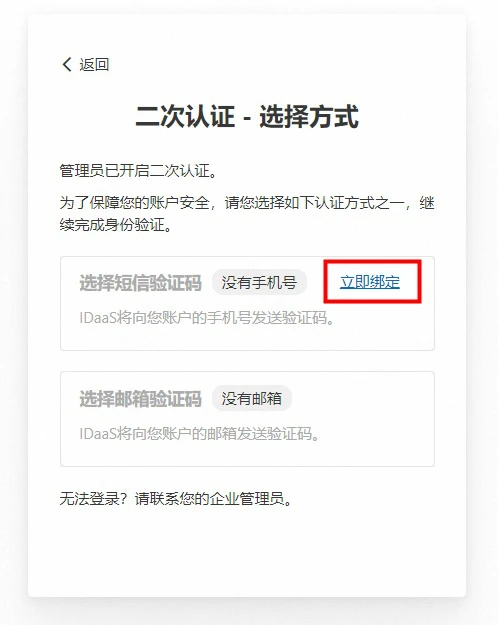 返回
二次认证 - 选择方式
管理员已开启二次认证。
为了保障您的账户安全，请您选择如下认证方式之一，继
续完成身份验证。
选择短信验证码 没有手机号 立即绑定
IDaaS将向您账户的手机号发送验证码。
选择邮箱验证码 没有邮箱
IDaaS将向您账户的邮箱发送验证码。
无法登录？请联系您的企业管理员。